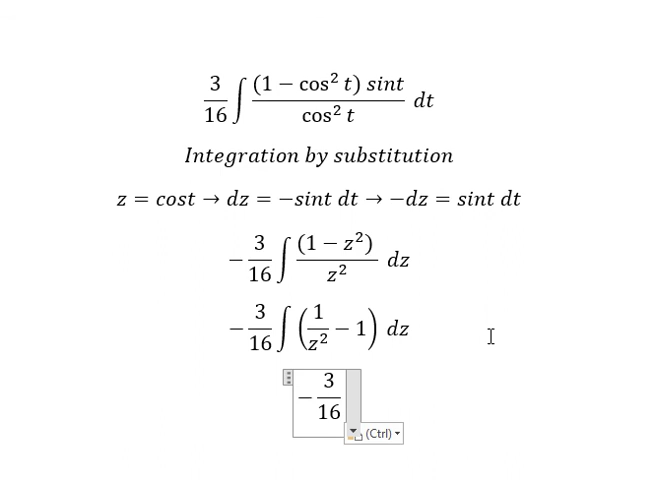 3/16 ∫ (1 − cos² t) sint / cos² t dt
Integration by substitution
z = cost → dz = −sint dt → −dz = sint dt
− 3/16 ∫ (1 − z²) / z² dz
− 3/16 ∫ (1/z² − 1) dz
− 3/16
(Ctrl)